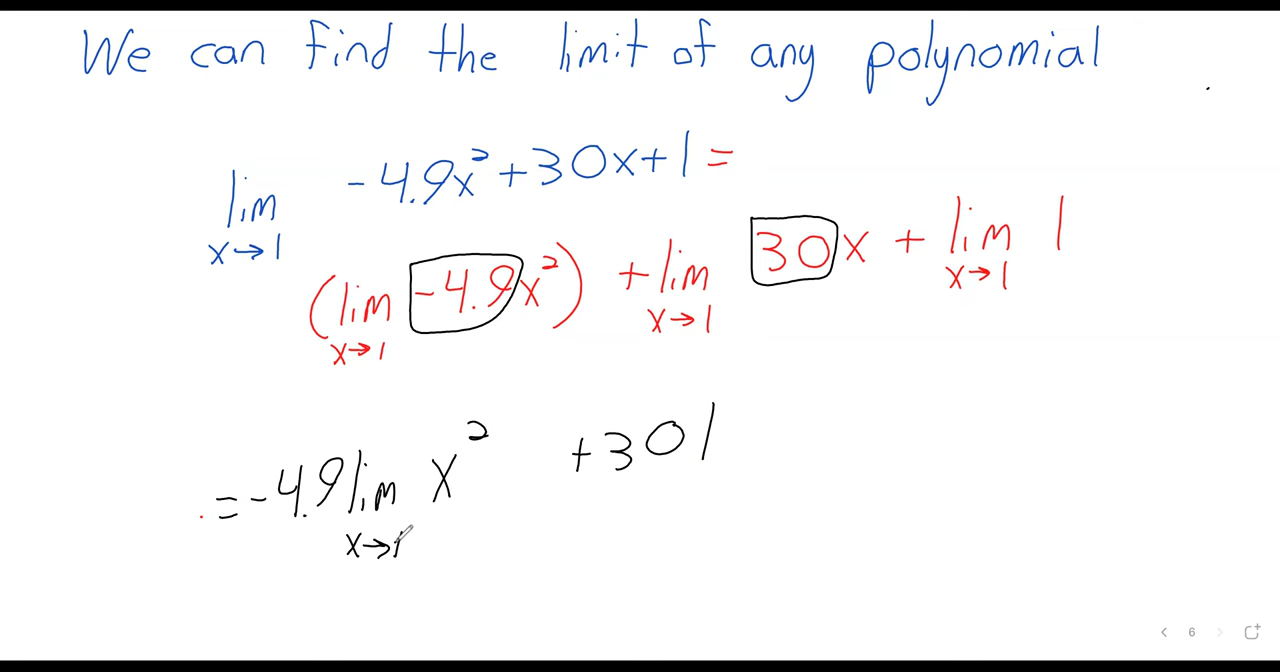 We can find the limit of any polynomial
lim x→1 -4.9x² + 30x + 1 =
(lim x→1 -4.9x²) + lim x→1 30x + lim x→1 1
= -4.9 lim x→1 x² + 30 l
6